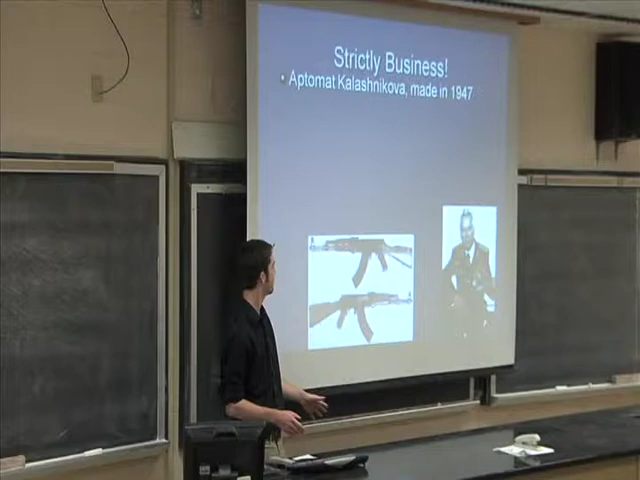 Strictly Business!
• Aptomat Kalashnikova, made in 1947